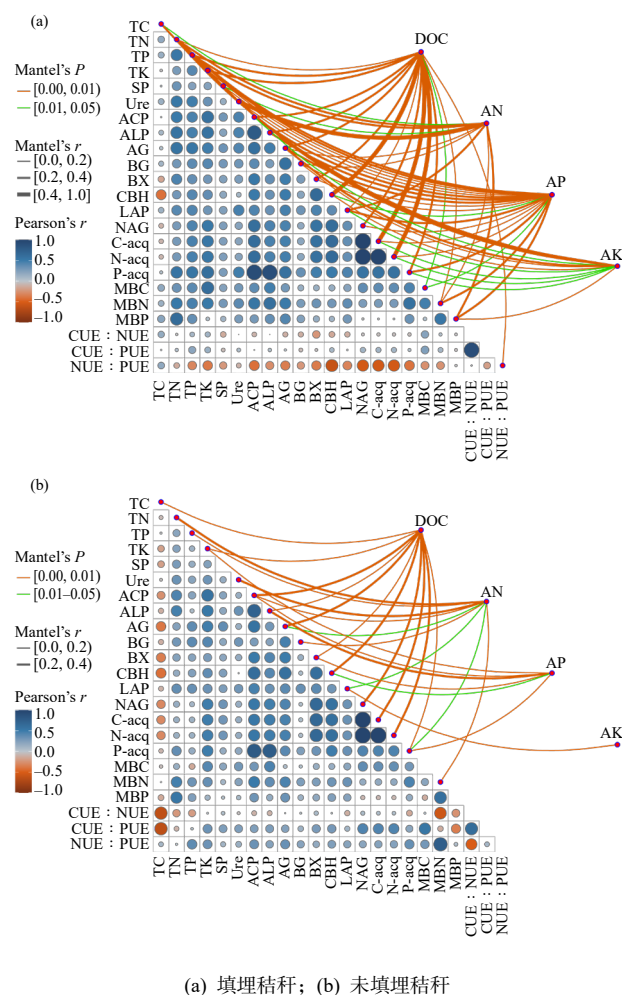 (a)
TC
TN
TP
TK
SP
Ure
ACP
ALP
AG
BG
BX
CBH
LAP
NAG
C-acq
N-acq
P-acq
MBC
MBN
MBP
CUE：NUE
CUE：PUE
NUE：PUE
DOC
AN
AP
AK
Mantel's P
[0.00, 0.01)
[0.01, 0.05)
Mantel's r
[0.0, 0.2)
[0.2, 0.4)
[0.4, 1.0]
Pearson's r
1.0
0.5
0.0
−0.5
−1.0
TC TN TP TK SP Ure ACP ALP AG BG BX CBH LAP NAG C-acq N-acq P-acq MBC MBN MBP CUE：NUE CUE：PUE NUE：PUE
(b)
TC
TN
TP
TK
SP
Ure
ACP
ALP
AG
BG
BX
CBH
LAP
NAG
C-acq
N-acq
P-acq
MBC
MBN
MBP
CUE：NUE
CUE：PUE
NUE：PUE
DOC
AN
AP
AK
Mantel's P
[0.00, 0.01)
[0.01–0.05)
Mantel's r
[0.0, 0.2)
[0.2, 0.4)
Pearson's r
1.0
0.5
0.0
−0.5
−1.0
TC TN TP TK SP Ure ACP ALP AG BG BX CBH LAP NAG C-acq N-acq P-acq MBC MBN MBP CUE：NUE CUE：PUE NUE：PUE
(a) 填埋秸秆；(b) 未填埋秸秆